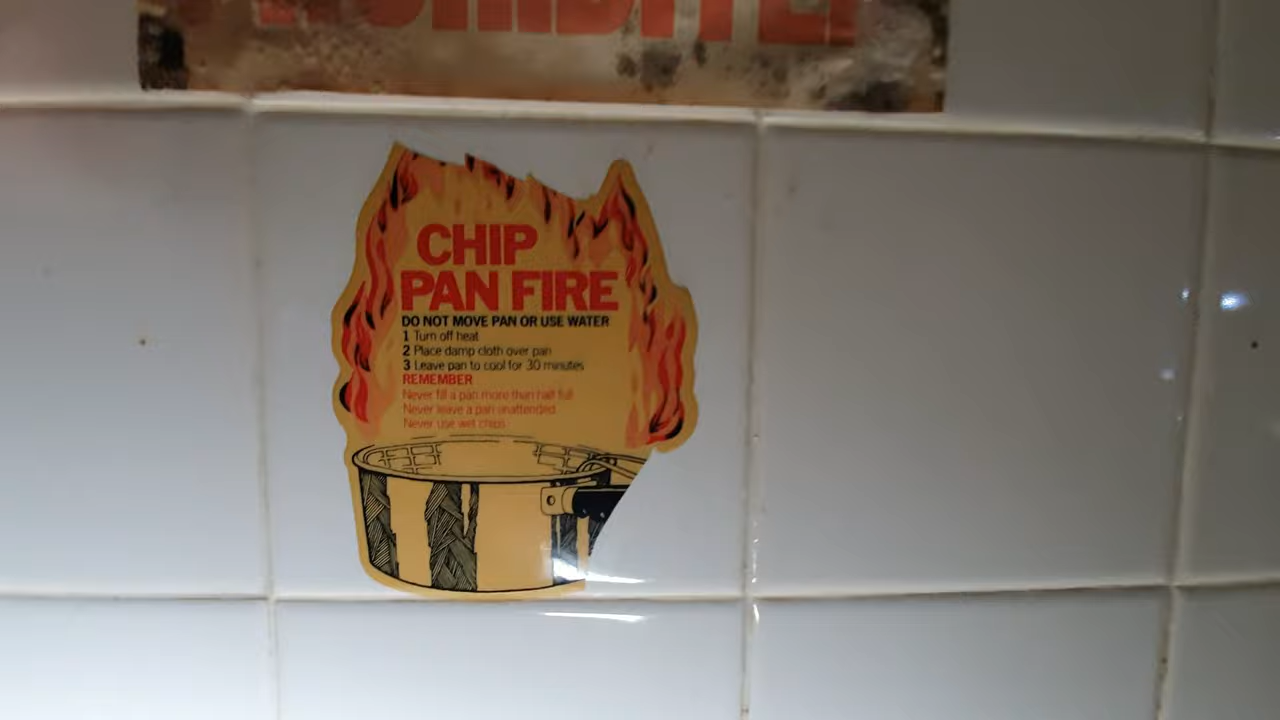 CHIP
PAN FIRE
DO NOT MOVE PAN OR USE WATER
1 Turn off heat
2 Place damp cloth over pan
3 Leave pan to cool for 30 minutes
REMEMBER
Never fill a pan more than half full
Never leave a pan unattended
Never use wet chips